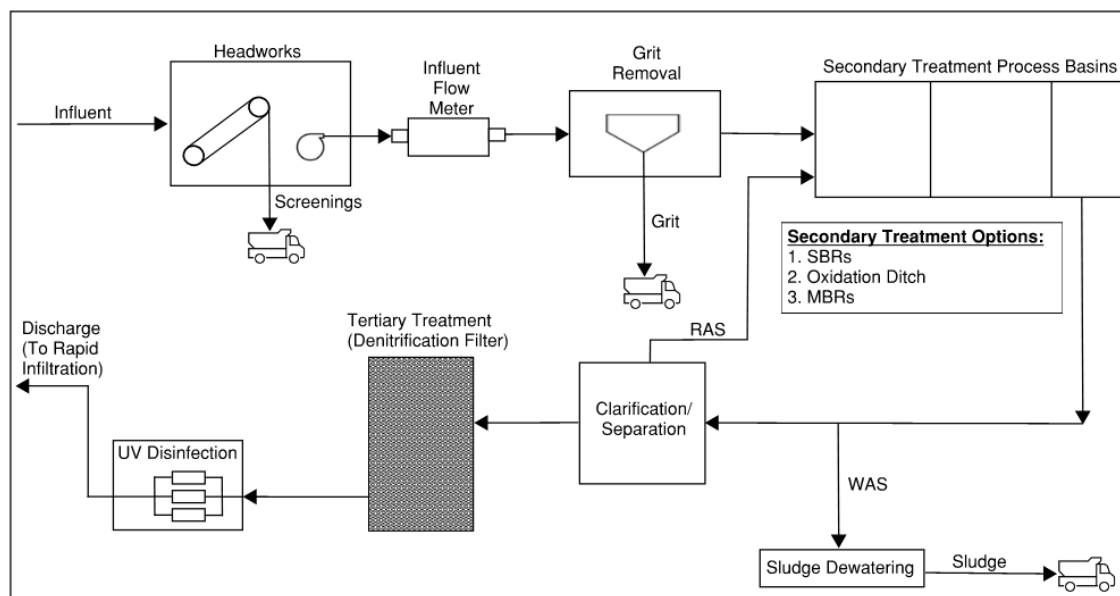 Headworks
Influent
Screenings
Influent
Flow
Meter
Grit
Removal
Grit
Secondary Treatment Process Basins
Secondary Treatment Options:
1. SBRs
2. Oxidation Ditch
3. MBRs
RAS
Clarification/
Separation
WAS
Sludge Dewatering
Sludge
Tertiary Treatment
(Denitrification Filter)
UV Disinfection
Discharge
(To Rapid
Infiltration)